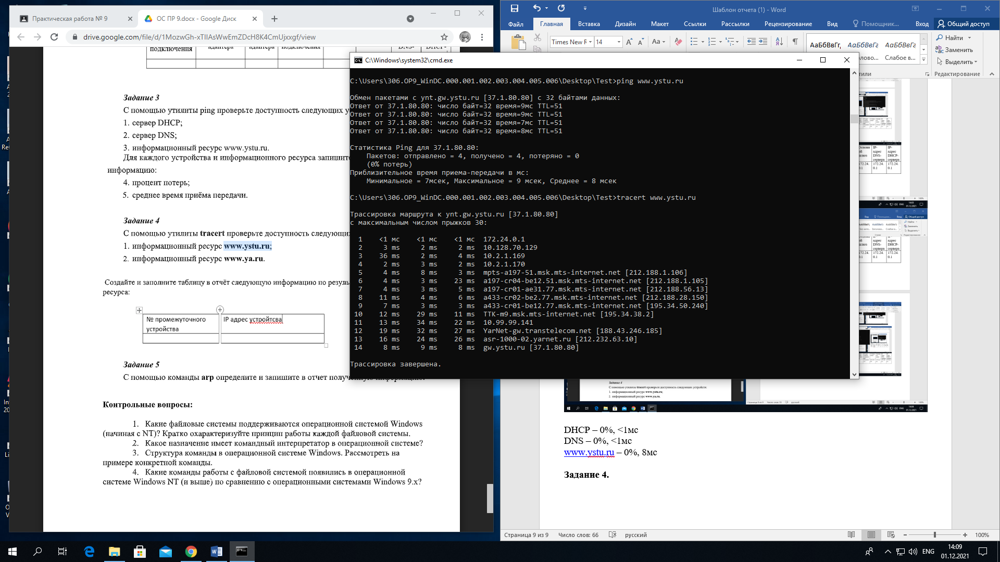 Практическая работа № 9
ОС ПР 9.docx - Google Диск
drive.google.com/file/d/1MozwGh-xTIIAsWwEmZDcH8K4CmUjxxgf/view
подключения
адаптера
адаптера
подключения
DNS-
DHCP-
Задание 3
С помощью утилиты ping проверьте доступность следующих у
1. сервер DHCP;
2. сервер DNS;
3. информационный ресурс www.ystu.ru.
Для каждого устройства и информационного ресурса запишите
информацию:
4. процент потерь;
5. среднее время приёма передачи.
Задание 4
С помощью утилиты tracert проверьте доступность следующих
1. информационный ресурс www.ystu.ru;
2. информационный ресурс www.ya.ru.
Создайте и заполните таблицу в отчёт следующую информацию по резуль
ресурса:
№ промежуточного
устройства
IP адрес устройтсва
Задание 5
С помощью команды arp определите и запишите в отчет полученную информацию.
Контрольные вопросы:
1. Какие файловые системы поддерживаются операционной системой Windows
(начиная с NT)? Кратко охарактеризуйте принцип работы каждой файловой системы.
2. Какое назначение имеет командный интерпретатор в операционной системе?
3. Структура команды в операционной системе Windows. Рассмотреть на
примере конкретной команды.
4. Какие команды работы с файловой системой появились в операционной
системе Windows NT (и выше) по сравнению с операционными системами Windows 9.x?
Шаблон отчета (1) - Word
Файл
Главная
Вставка
Дизайн
Макет
Ссылки
Рассылки
Рецензирование
Вид
Помощник...
Вход
Общий доступ
Times New R
14
Aa
АаБбВвГг,
АаБбВвГг
АаБбВвГг
Слабое в...
Найти
Заменить
Выделить
Редактирование
C:\Windows\system32\cmd.exe
C:\Users\306.OP9_WinDC.000.001.002.003.004.005.006\Desktop\Test>ping www.ystu.ru
Обмен пакетами с ynt.gw.ystu.ru [37.1.80.80] с 32 байтами данных:
Ответ от 37.1.80.80: число байт=32 время=9мс TTL=51
Ответ от 37.1.80.80: число байт=32 время=9мс TTL=51
Ответ от 37.1.80.80: число байт=32 время=7мс TTL=51
Ответ от 37.1.80.80: число байт=32 время=8мс TTL=51
Статистика Ping для 37.1.80.80:
Пакетов: отправлено = 4, получено = 4, потеряно = 0
(0% потерь)
Приблизительное время приема-передачи в мс:
Минимальное = 7мсек, Максимальное = 9 мсек, Среднее = 8 мсек
C:\Users\306.OP9_WinDC.000.001.002.003.004.005.006\Desktop\Test>tracert www.ystu.ru
Трассировка маршрута к ynt.gw.ystu.ru [37.1.80.80]
с максимальным числом прыжков 30:
1 <1 мс <1 мс <1 мс 172.24.0.1
2 3 ms 2 ms 2 ms 10.128.70.129
3 36 ms 2 ms 4 ms 10.2.1.169
4 2 ms 3 ms 2 ms 10.2.1.170
5 4 ms 8 ms 3 ms mpts-a197-51.msk.mts-internet.net [212.188.1.106]
6 4 ms 3 ms 23 ms a197-cr04-be12.51.msk.mts-internet.net [212.188.1.105]
7 4 ms 3 ms 5 ms a197-cr01-ae31.77.msk.mts-internet.net [212.188.56.13]
8 11 ms 4 ms 6 ms a433-cr02-be2.77.msk.mts-internet.net [212.188.28.150]
9 7 ms 3 ms 3 ms a433-cr01-be12.77.msk.mts-internet.net [195.34.50.240]
10 12 ms 29 ms 11 ms TTK-m9.msk.mts-internet.net [195.34.38.2]
11 13 ms 34 ms 22 ms 10.99.99.141
12 19 ms 32 ms 27 ms YarNet-gw.transtelecom.net [188.43.246.185]
13 16 ms 24 ms 26 ms asr-1000-02.yarnet.ru [212.232.63.10]
14 8 ms 9 ms 8 ms gw.ystu.ru [37.1.80.80]
Трассировка завершена.
Задание 4
С помощью утилиты tracert проверьте доступность следующих устройств:
1. информационный ресурс www.ystu.ru;
2. информационный ресурс www.ya.ru.
DHCP – 0%, <1мс
DNS – 0%, <1мс
www.ystu.ru – 0%, 8мс
Задание 4.
Страница 9 из 9
Число слов: 66
русский
100%
ENG
14:09
01.12.2021